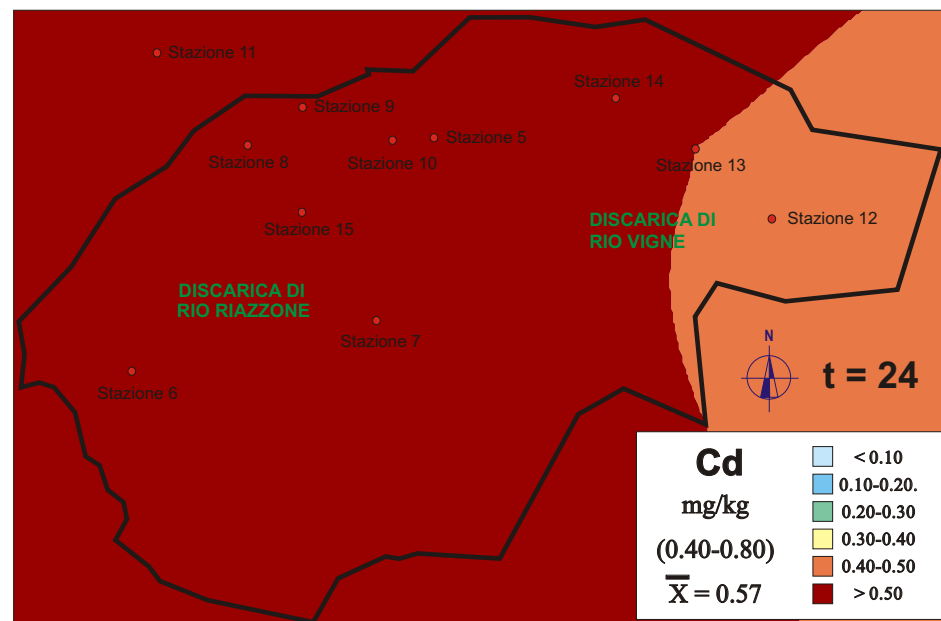 Stazione 11
Stazione 14
Stazione 9
Stazione 5
Stazione 8
Stazione 10
Stazione 13
Stazione 15
DISCARICA DI
RIO VIGNE
Stazione 12
DISCARICA DI
RIO RIAZZONE
Stazione 7
Stazione 6
N
t = 24
Cd
mg/kg
(0.40-0.80)
X̅ = 0.57
< 0.10
0.10-0.20.
0.20-0.30
0.30-0.40
0.40-0.50
> 0.50